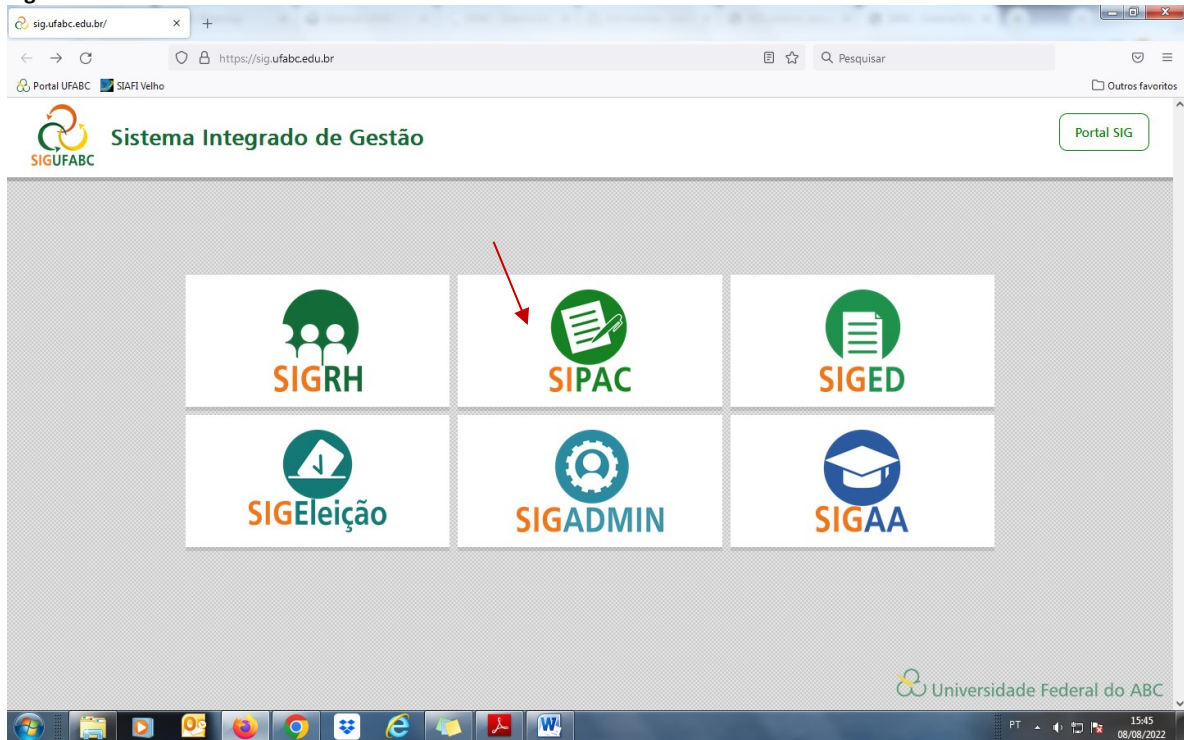 sig.ufabc.edu.br/
https://sig.ufabc.edu.br
Pesquisar
Portal UFABC
SIAFI Velho
Outros favoritos
SIGUFABC
Sistema Integrado de Gestão
Portal SIG
SIGRH
SIPAC
SIGED
SIGEleição
SIGADMIN
SIGAA
Universidade Federal do ABC
PT
15:45
08/08/2022